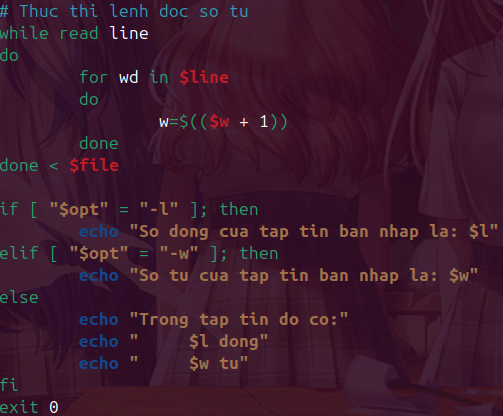 # Thuc thi lenh doc so tu
while read line
do
        for wd in $line
        do
                w=$(($w + 1))
        done
done < $file

if [ "$opt" = "-l" ]; then
        echo "So dong cua tap tin ban nhap la: $l"
elif [ "$opt" = "-w" ]; then
        echo "So tu cua tap tin ban nhap la: $w"
else
        echo "Trong tap tin do co:"
        echo "     $l dong"
        echo "     $w tu"
fi
exit 0